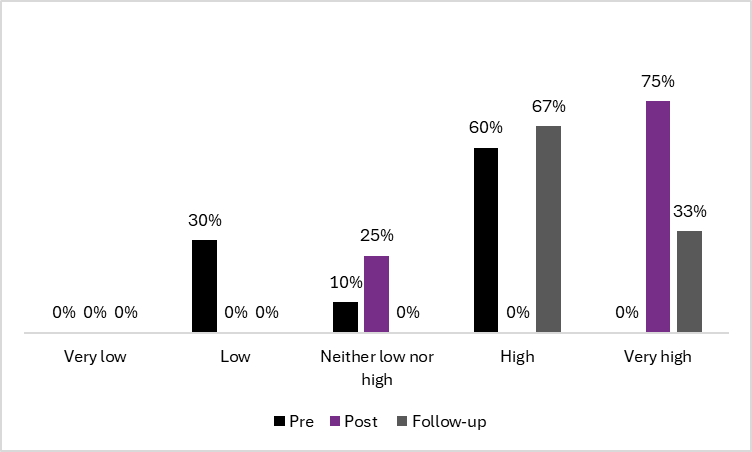 75%
67%
60%
33%
30%
25%
10%
0% 0% 0%
0% 0%
0%
0%
0%
Very low
Low
Neither low nor
high
High
Very high
Pre
Post
Follow-up